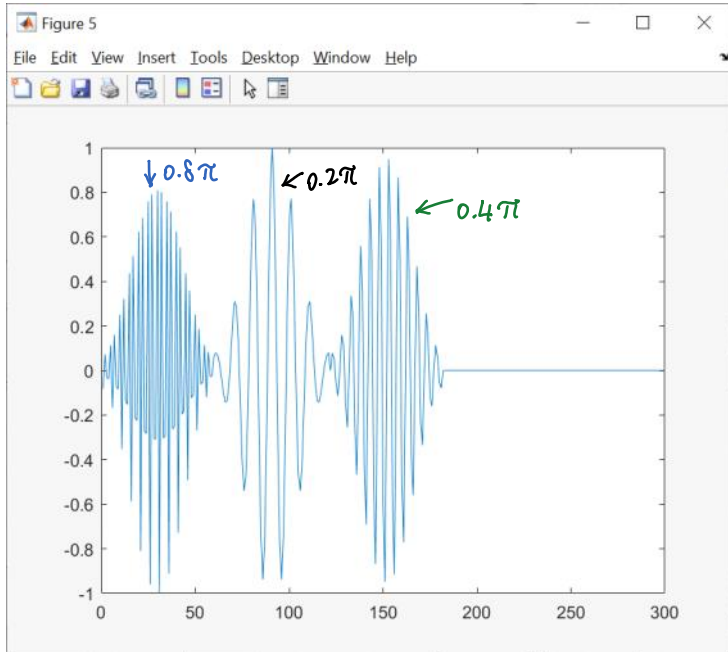 Figure 5
File Edit View Insert Tools Desktop Window Help
1
0.8
0.6
0.4
0.2
0
-0.2
-0.4
-0.6
-0.8
-1
0.8π
0.2π
0.4π
0 50 100 150 200 250 300